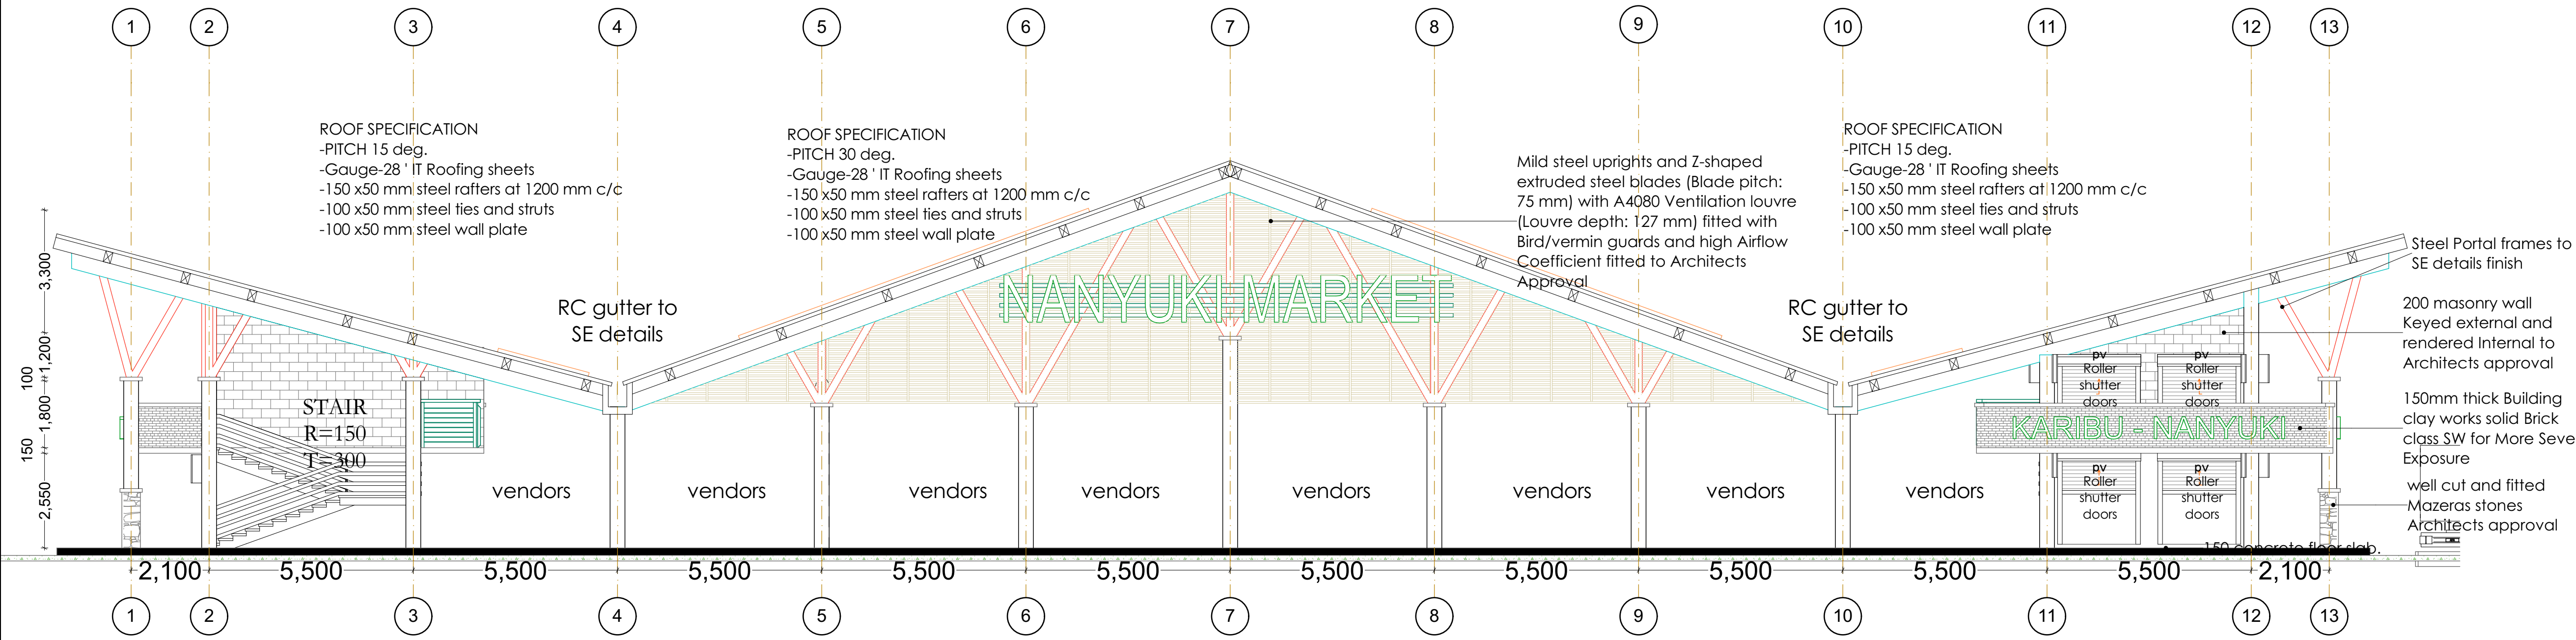 1 2 3 4 5 6 7 8 9 10 11 12 13
ROOF SPECIFICATION
-PITCH 15 deg.
-Gauge-28 ' IT Roofing sheets
-150 x50 mm steel rafters at 1200 mm c/c
-100 x50 mm steel ties and struts
-100 x50 mm steel wall plate
ROOF SPECIFICATION
-PITCH 30 deg.
-Gauge-28 ' IT Roofing sheets
-150 x50 mm steel rafters at 1200 mm c/c
-100 x50 mm steel ties and struts
-100 x50 mm steel wall plate
Mild steel uprights and Z-shaped
extruded steel blades (Blade pitch:
75 mm) with A4080 Ventilation louvre
(Louvre depth: 127 mm) fitted with
Bird/vermin guards and high Airflow
Coefficient fitted to Architects
Approval
ROOF SPECIFICATION
-PITCH 15 deg.
-Gauge-28 ' IT Roofing sheets
-150 x50 mm steel rafters at 1200 mm c/c
-100 x50 mm steel ties and struts
-100 x50 mm steel wall plate
3,300
1,200
100
1,800
150
2,550
RC gutter to
SE details
NANYUKI MARKET
RC gutter to
SE details
Steel Portal frames to
SE details finish
200 masonry wall
Keyed external and
rendered Internal to
Architects approval
150mm thick Building
clay works solid Brick
class SW for More Seve
Exposure
well cut and fitted
Mazeras stones
Architects approval
STAIR
R=150
T=300
pv
Roller
shutter
doors
pv
Roller
shutter
doors
KARIBU - NANYUKI
pv
Roller
shutter
doors
pv
Roller
shutter
doors
vendors vendors vendors vendors vendors vendors vendors vendors
150 concrete floor slab.
2,100 5,500 5,500 5,500 5,500 5,500 5,500 5,500 5,500 5,500 5,500 2,100
1 2 3 4 5 6 7 8 9 10 11 12 13